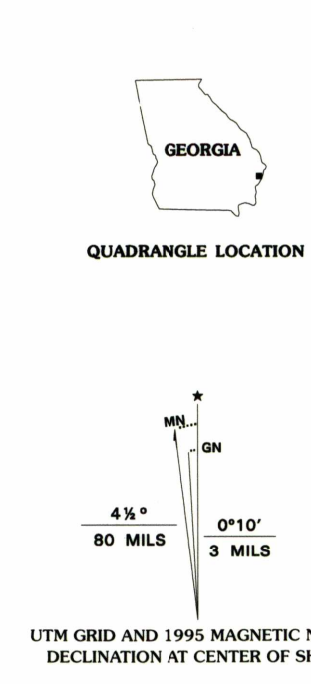 GEORGIA
QUADRANGLE LOCATION
MN
GN
4½°
80 MILS
0°10′
3 MILS
UTM GRID AND 1995 MAGNETIC
DECLINATION AT CENTER OF